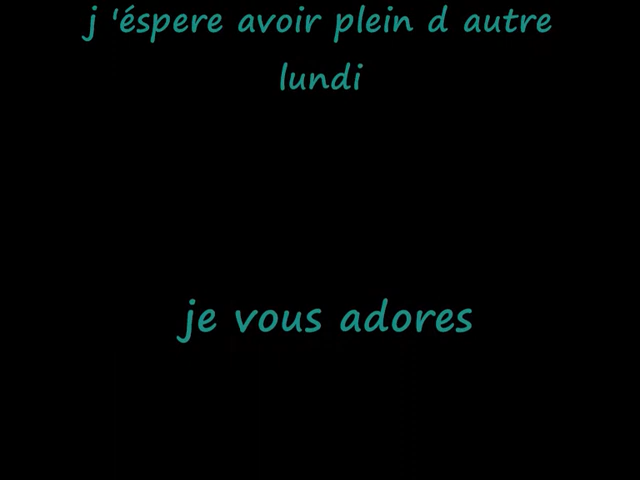 j 'éspere avoir plein d autre
lundi
je vous adores